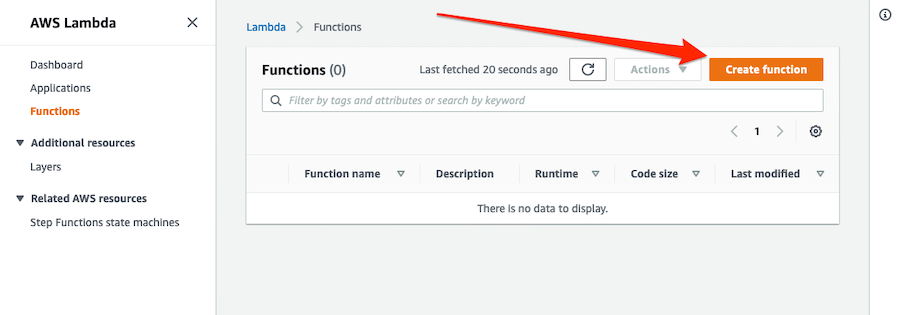 AWS Lambda
Dashboard
Applications
Functions
Additional resources
Layers
Related AWS resources
Step Functions state machines
Lambda > Functions
Functions (0) Last fetched 20 seconds ago Actions Create function
Filter by tags and attributes or search by keyword
1
Function name Description Runtime Code size Last modified
There is no data to display.